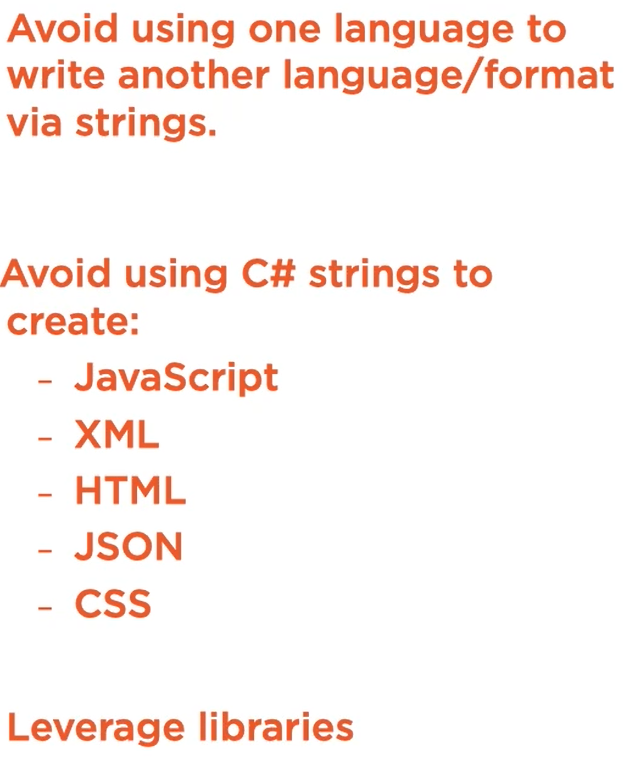 Avoid using one language to
write another language/format
via strings.
Avoid using C# strings to
create:
- JavaScript
- XML
- HTML
- JSON
- CSS
Leverage libraries